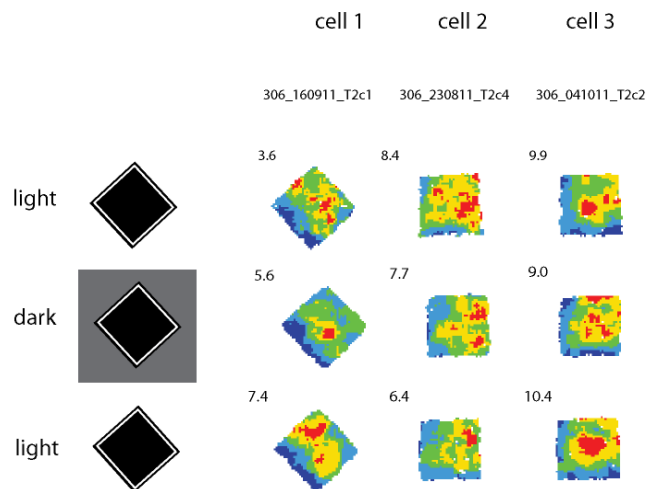 cell 1 cell 2 cell 3
306_160911_T2c1 306_230811_T2c4 306_041011_T2c2
3.6 8.4 9.9
light
5.6 7.7 9.0
dark
7.4 6.4 10.4
light